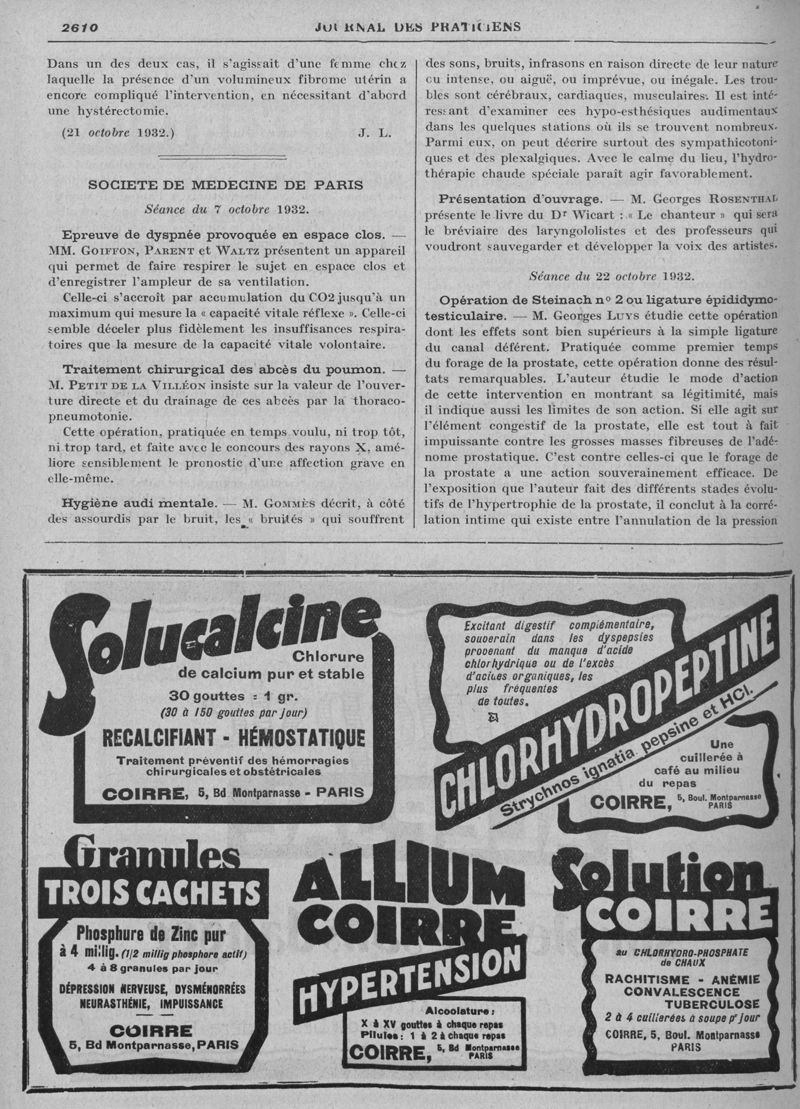 2610
JOURNAL DES PRATICIENS
Dans un des deux cas, il s'agissait d'une femme chez
laquelle la présence d'un volumineux fibrome utérin a
encore compliqué l'intervention, en nécessitant d'abord
une hystérectomie.
(21 octobre 1932.) J. L.
SOCIETE DE MEDECINE DE PARIS
Séance du 7 octobre 1932.
Epreuve de dyspnée provoquée en espace clos. —
MM. GOIFFON, PARENT et WALTZ présentent un appareil
qui permet de faire respirer le sujet en espace clos et
d'enregistrer l'ampleur de sa ventilation.
Celle-ci s'accroît par accumulation du CO2 jusqu'à un
maximum qui mesure la « capacité vitale réflexe ». Celle-ci
semble déceler plus fidèlement les insuffisances respira-
toires que la mesure de la capacité vitale volontaire.
Traitement chirurgical des abcès du poumon. —
M. PETIT DE LA VILLÉON insiste sur la valeur de l'ouver-
ture directe et du drainage de ces abcès par la thoraco-
pneumotonie.
Cette opération, pratiquée en temps voulu, ni trop tôt,
ni trop tard, et faite avec le concours des rayons X, amé-
liore sensiblement le pronostic d'une affection grave en
elle-même.
Hygiène audi mentale. — M. GOMMÈS décrit, à côté
des assourdis par le bruit, les « bruités » qui souffrent
des sons, bruits, infrasons en raison directe de leur nature
ou intense, ou aiguë, ou imprévue, ou inégale. Les trou-
bles sont cérébraux, cardiaques, musculaires. Il est inté-
ressant d'examiner ces hypo-esthésiques audimentaux
dans les quelques stations où ils se trouvent nombreux.
Parmi eux, on peut décrire surtout des sympathicotoni-
ques et des plexalgiques. Avec le calme du lieu, l'hydro-
thérapie chaude spéciale paraît agir favorablement.
Présentation d'ouvrage. — M. Georges ROSENTHAL
présente le livre du Dr Wicart : « Le chanteur » qui sera
le bréviaire des laryngololistes et des professeurs qui
voudront sauvegarder et développer la voix des artistes.
Séance du 22 octobre 1932.
Opération de Steinach nº 2 ou ligature épididymo-
testiculaire. — M. Georges LUYS étudie cette opération
dont les effets sont bien supérieurs à la simple ligature
du canal déférent. Pratiquée comme premier temps
du forage de la prostate, cette opération donne des résul-
tats remarquables. L'auteur étudie le mode d'action
de cette intervention en montrant sa légitimité, mais
il indique aussi les limites de son action. Si elle agit sur
l'élément congestif de la prostate, elle est tout à fait
impuissante contre les grosses masses fibreuses de l'adé-
nome prostatique. C'est contre celles-ci que le forage de
la prostate a une action souverainement efficace. De
l'exposition que l'auteur fait des différents stades évolu-
tifs de l'hypertrophie de la prostate, il conclut à la corré-
lation intime qui existe entre l'annulation de la pression
Solucalcine
Chlorure
de calcium pur et stable
30 gouttes = 1 gr.
(30 à 150 gouttes par jour)
RECALCIFIANT - HÉMOSTATIQUE
Traitement préventif des hémorragies
chirurgicales et obstétricales
COIRRE, 5, Bd Montparnasse - PARIS
Excitant digestif complémentaire,
souverain dans les dyspepsies
provenant du manque d'acide
chlorhydrique ou de l'excès
d'acides organiques, les
plus fréquentes
de toutes.
CHLORHYDROPEPTINE
Strychnos ignatia pepsine et HCl.
Une
cuillerée à
café au milieu
du repas
COIRRE, 5, Boul. Montparnasse
PARIS
Granules
TROIS CACHETS
Phosphure de Zinc pur
à 4 millig. (1/2 millig phosphore actif)
4 à 8 granules par jour
DÉPRESSION NERVEUSE, DYSMÉNORRÉES
NEURASTHÉNIE, IMPUISSANCE
COIRRE
5, Bd Montparnasse, PARIS
ALLIUM
COIRRE
HYPERTENSION
Alcoolature :
X à XV gouttes à chaque repas
Pilules : 1 à 2 à chaque repas
COIRRE, 5, Bd Montparnasse
PARIS
Solution
COIRRE
au CHLORHYDRO-PHOSPHATE
de CHAUX
RACHITISME - ANÉMIE
CONVALESCENCE
TUBERCULOSE
2 à 4 cuillerées à soupe pr jour
COIRRE, 5, Boul. Montparnasse
PARIS